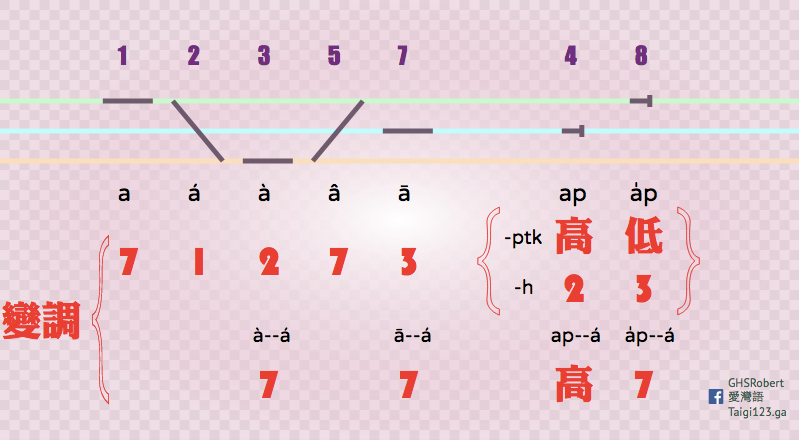 1 2 3 5 7 4 8
a á à â ā ap a̍p
-ptk 高 低
7 1 2 7 3
-h 2 3
變調
à--á ā--á ap--á a̍p--á
7 7 高 7
GHSRobert
愛灣語
Taigi123.ga